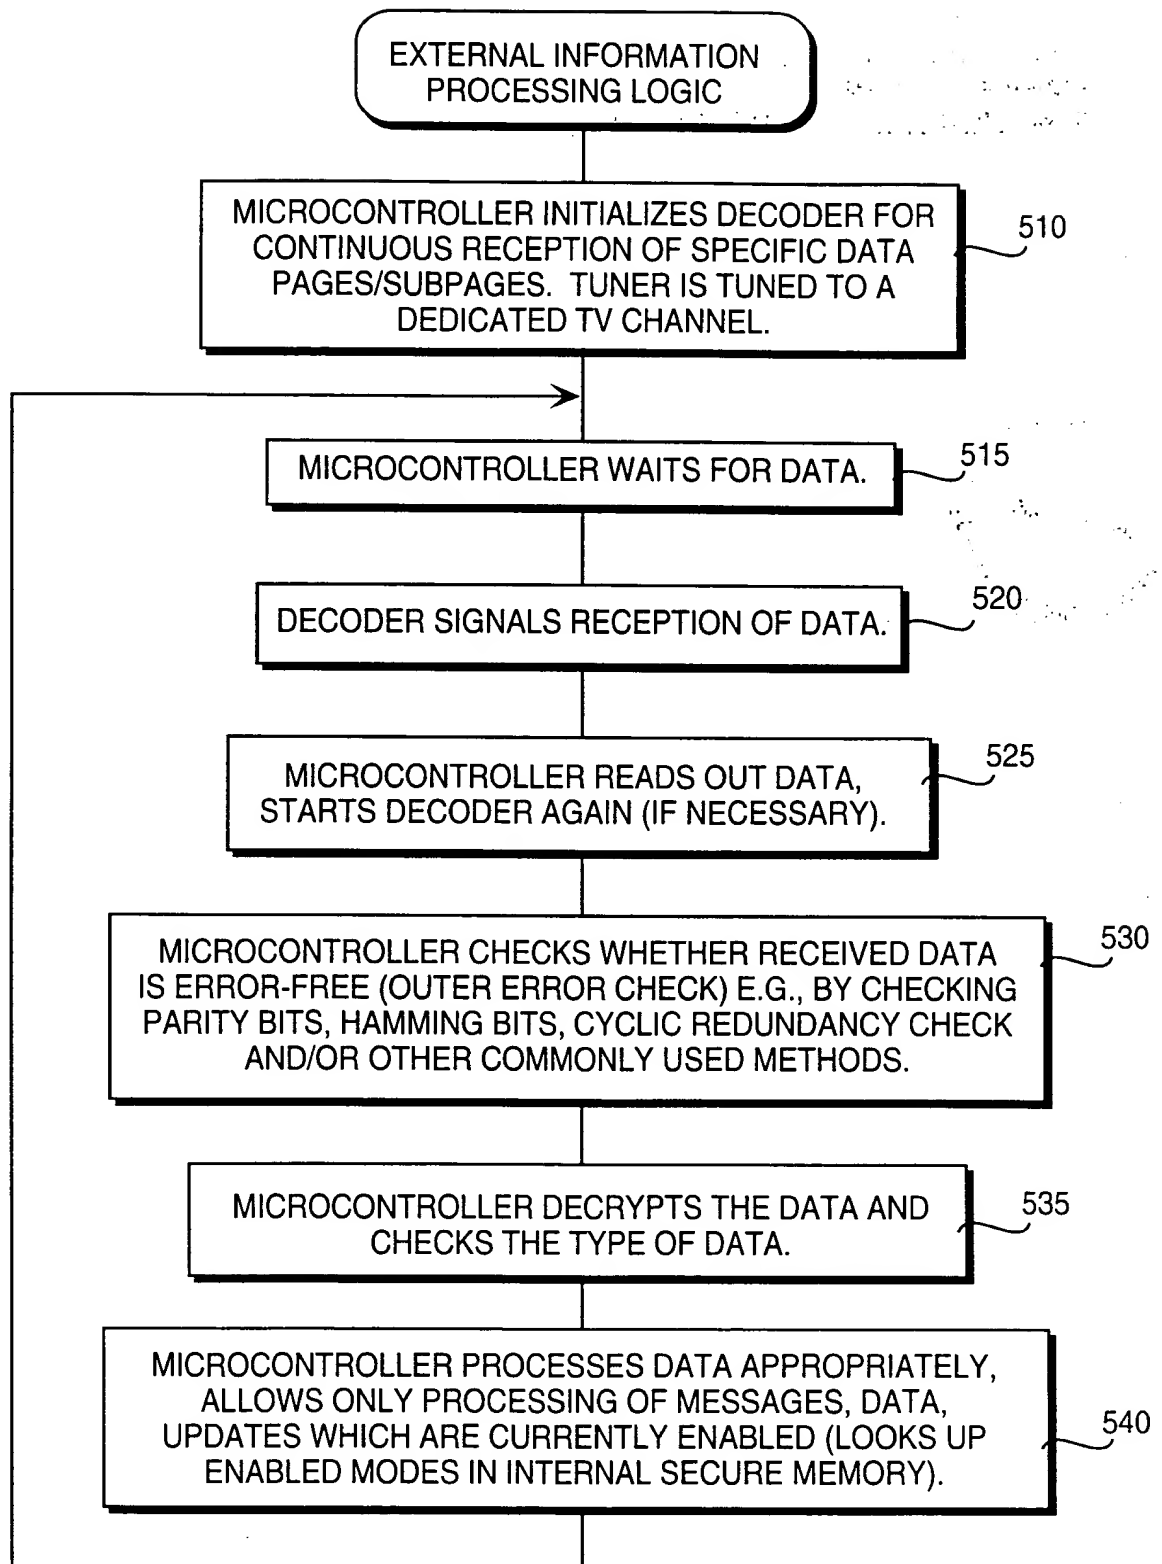 EXTERNAL INFORMATION
PROCESSING LOGIC
MICROCONTROLLER INITIALIZES DECODER FOR
CONTINUOUS RECEPTION OF SPECIFIC DATA
PAGES/SUBPAGES. TUNER IS TUNED TO A
DEDICATED TV CHANNEL.
510
MICROCONTROLLER WAITS FOR DATA.
515
DECODER SIGNALS RECEPTION OF DATA.
520
MICROCONTROLLER READS OUT DATA,
STARTS DECODER AGAIN (IF NECESSARY).
525
MICROCONTROLLER CHECKS WHETHER RECEIVED DATA
IS ERROR-FREE (OUTER ERROR CHECK) E.G., BY CHECKING
PARITY BITS, HAMMING BITS, CYCLIC REDUNDANCY CHECK
AND/OR OTHER COMMONLY USED METHODS.
530
MICROCONTROLLER DECRYPTS THE DATA AND
CHECKS THE TYPE OF DATA.
535
MICROCONTROLLER PROCESSES DATA APPROPRIATELY,
ALLOWS ONLY PROCESSING OF MESSAGES, DATA,
UPDATES WHICH ARE CURRENTLY ENABLED (LOOKS UP
ENABLED MODES IN INTERNAL SECURE MEMORY).
540